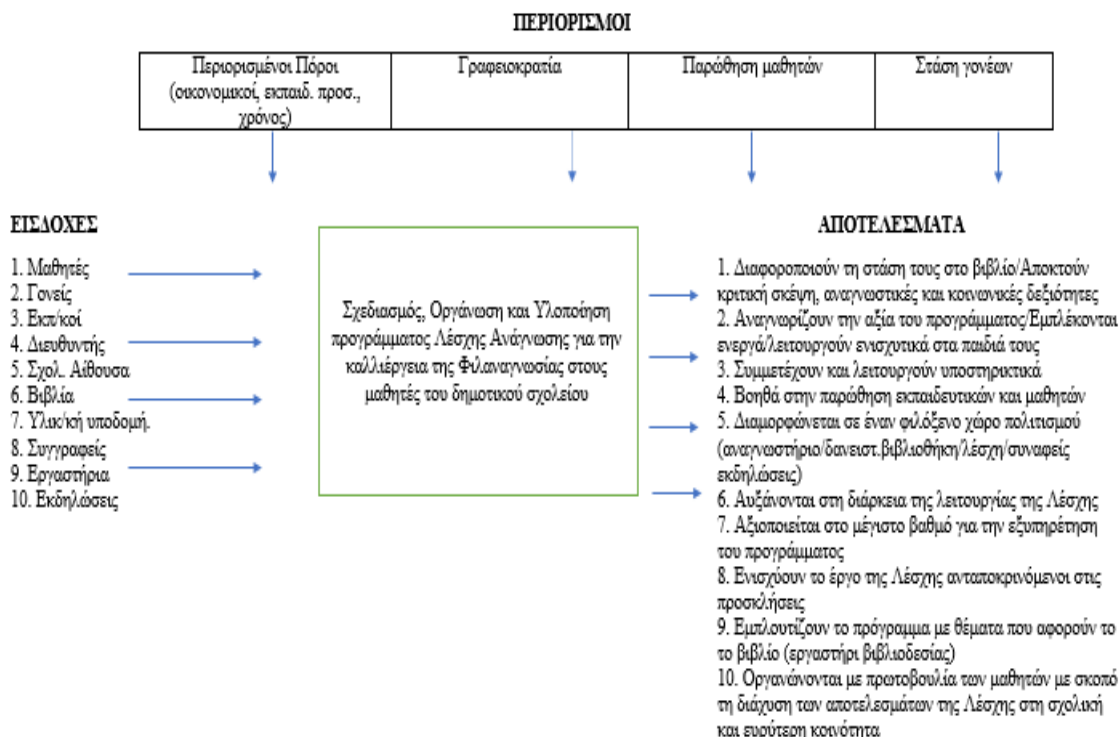 ΠΕΡΙΟΡΙΣΜΟΙ
Περιορισμένοι Πόροι
(οικονομικοί, εκπαιδ. προσ.,
χρόνος)
Γραφειοκρατία
Παρώθηση μαθητών
Στάση γονέων
ΕΙΣΔΟΧΕΣ
1. Μαθητές
2. Γονείς
3. Εκπ/κοί
4. Διευθυντής
5. Σχολ. Αίθουσα
6. Βιβλία
7. Υλικ/κή υποδομή.
8. Συγγραφείς
9. Εργαστήρια
10. Εκδηλώσεις
Σχεδιασμός, Οργάνωση και Υλοποίηση
προγράμματος Λέσχης Ανάγνωσης για την
καλλιέργεια της Φιλαναγνωσίας στους
μαθητές του δημοτικού σχολείου
ΑΠΟΤΕΛΕΣΜΑΤΑ
1. Διαφοροποιούν τη στάση τους στο βιβλίο/Αποκτούν
κριτική σκέψη, αναγνωστικές και κοινωνικές δεξιότητες
2. Αναγνωρίζουν την αξία του προγράμματος/Εμπλέκονται
ενεργά/λειτουργούν ενισχυτικά στα παιδιά τους
3. Συμμετέχουν και λειτουργούν υποστηρικτικά
4. Βοηθά στην παρώθηση εκπαιδευτικών και μαθητών
5. Διαμορφώνεται σε έναν φιλόξενο χώρο πολιτισμού
(αναγνωστήριο/δανειστ.βιβλιοθήκη/λέσχη/συναφείς
εκδηλώσεις)
6. Αυξάνονται στη διάρκεια της λειτουργίας της Λέσχης
7. Αξιοποιείται στο μέγιστο βαθμό για την εξυπηρέτηση
του προγράμματος
8. Ενισχύουν το έργο της Λέσχης ανταποκρινόμενοι στις
προσκλήσεις
9. Εμπλουτίζουν το πρόγραμμα με θέματα που αφορούν το
το βιβλίο (εργαστήρι βιβλιοδεσίας)
10. Οργανώνονται με πρωτοβουλία των μαθητών με σκοπό
τη διάχυση των αποτελεσμάτων της Λέσχης στη σχολική
και ευρύτερη κοινότητα